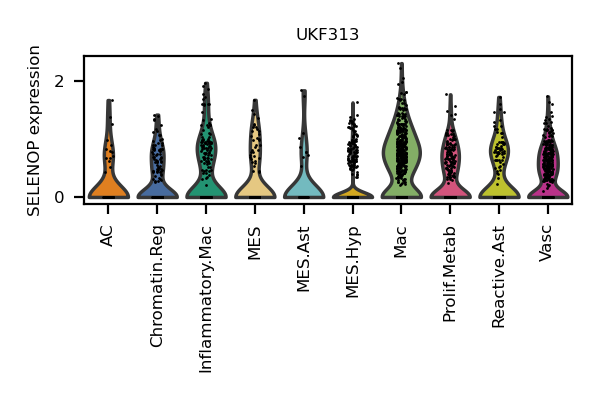 UKF313
SELENOP expression
2
0
AC
Chromatin.Reg
Inflammatory.Mac
MES
MES.Ast
MES.Hyp
Mac
Prolif.Metab
Reactive.Ast
Vasc